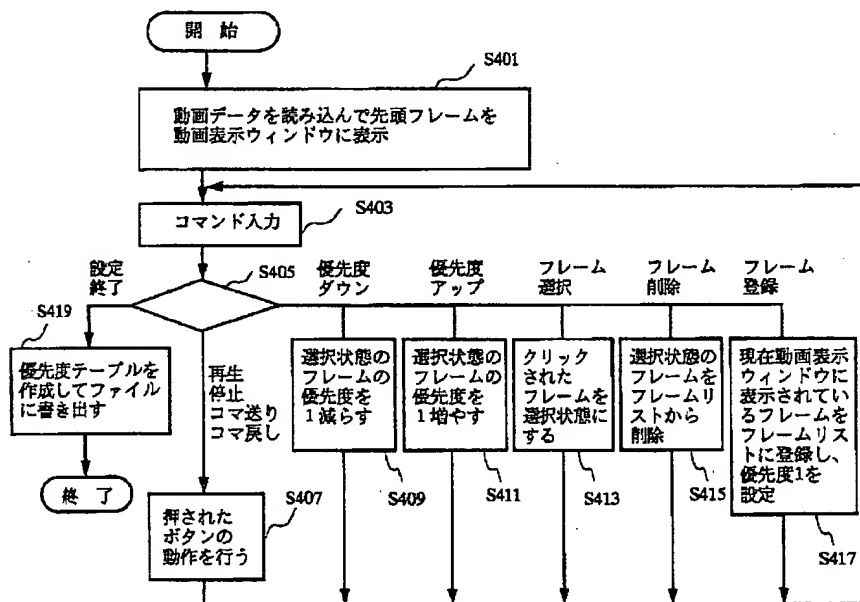 開 始
S401
動画データを読み込んで先頭フレームを
動画表示ウィンドウに表示
コマンド入力
S403
設定
終了
S405
優先度
ダウン
優先度
アップ
フレーム
選択
フレーム
削除
フレーム
登録
S419
優先度テーブルを
作成してファイル
に書き出す
終 了
再生
停止
コマ送り
コマ戻し
S407
押された
ボタンの
動作を行う
選択状態の
フレームの
優先度を
1減らす
S409
選択状態の
フレームの
優先度を
1増やす
S411
クリック
された
フレームを
選択状態に
する
S413
選択状態の
フレームを
フレームリ
ストから
削除
S415
現在動画表示
ウィンドウに
表示されてい
るフレームを
フレームリス
トに登録し、
優先度1を
設定
S417